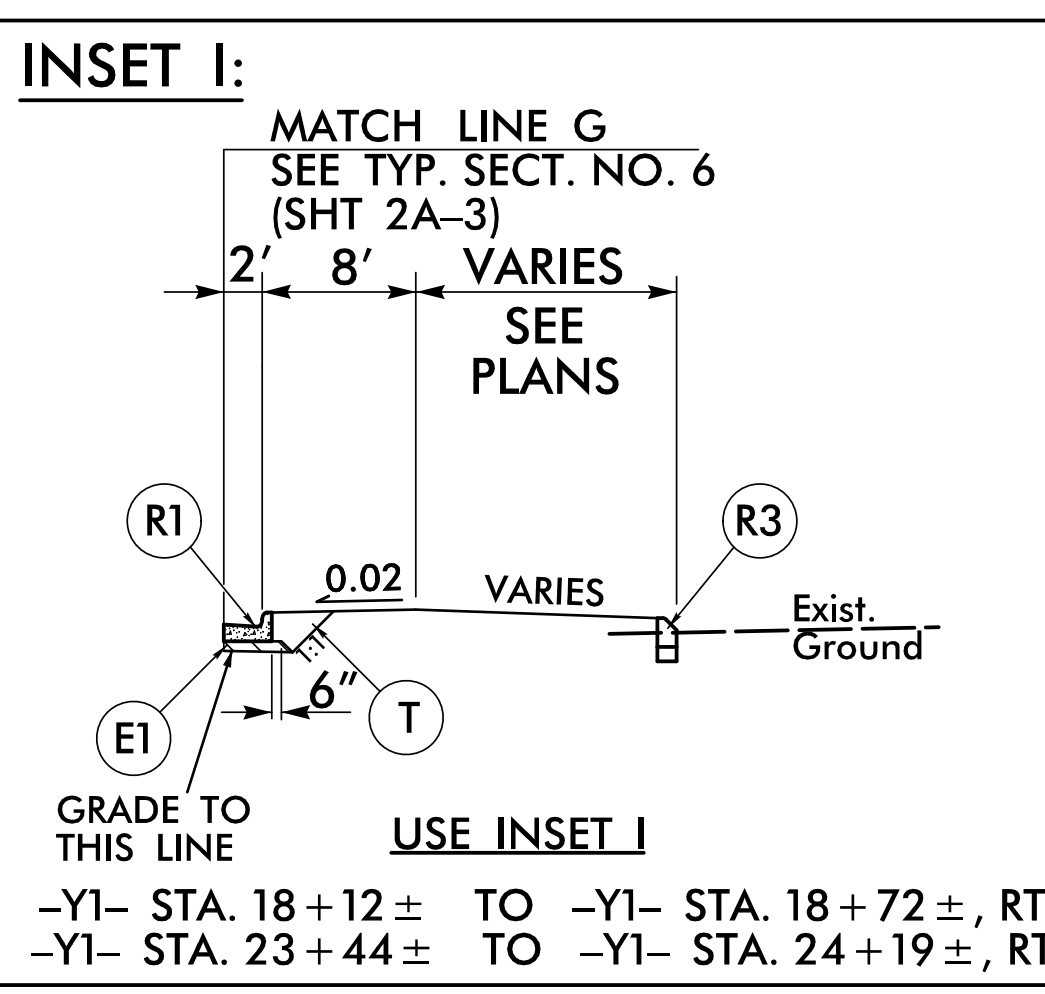 INSET I:
MATCH LINE G
SEE TYP. SECT. NO. 6
(SHT 2A–3)
2' 8' VARIES
SEE
PLANS
R1 R3
0.02 VARIES
Exist.
Ground
1:1
6"
T
E1
GRADE TO
THIS LINE
USE INSET I
–Y1– STA. 18+12± TO –Y1– STA. 18+72±, RT
–Y1– STA. 23+44± TO –Y1– STA. 24+19±, RT